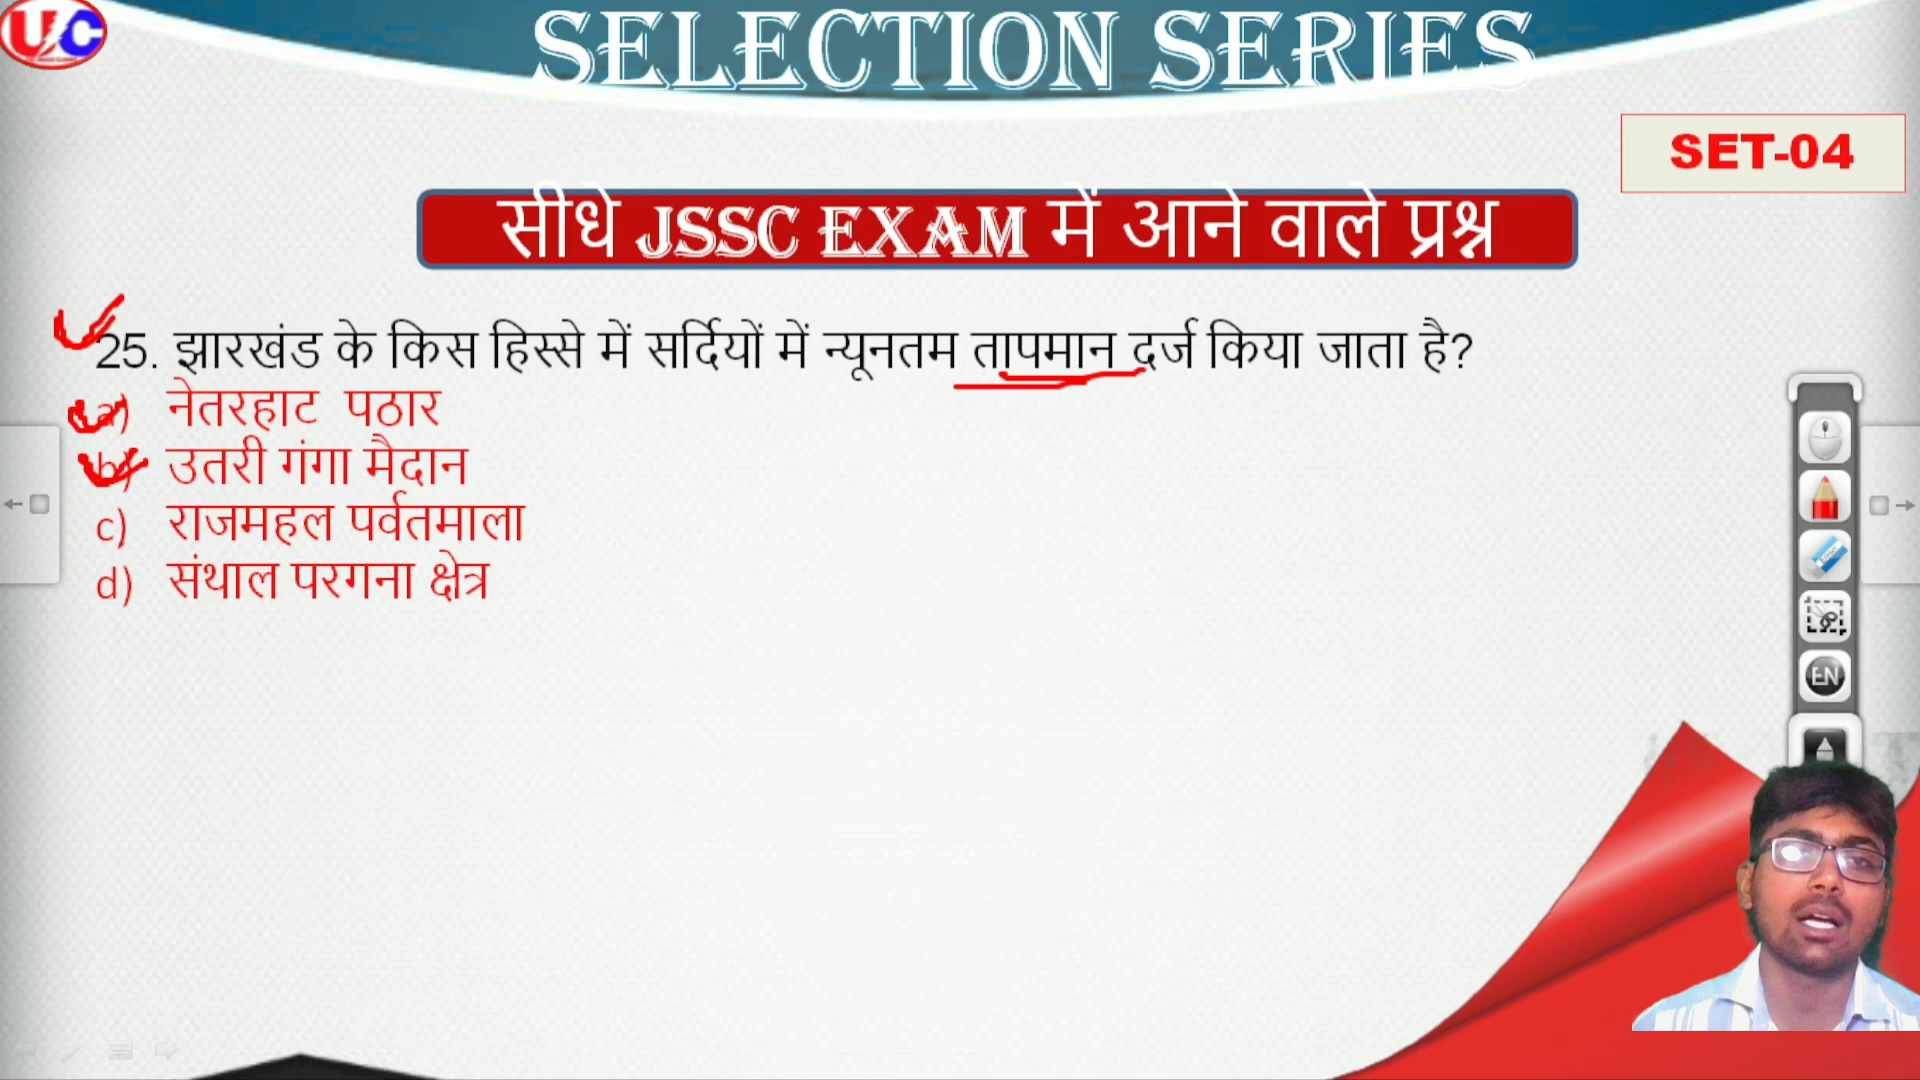 UC
SELECTION SERIES
SET-04
सीधे JSSC EXAM में आने वाले प्रश्न
25. झारखंड के किस हिस्से में सर्दियों में न्यूनतम तापमान दर्ज किया जाता है?
a) नेतरहाट पठार
b) उतरी गंगा मैदान
c) राजमहल पर्वतमाला
d) संथाल परगना क्षेत्र
EN